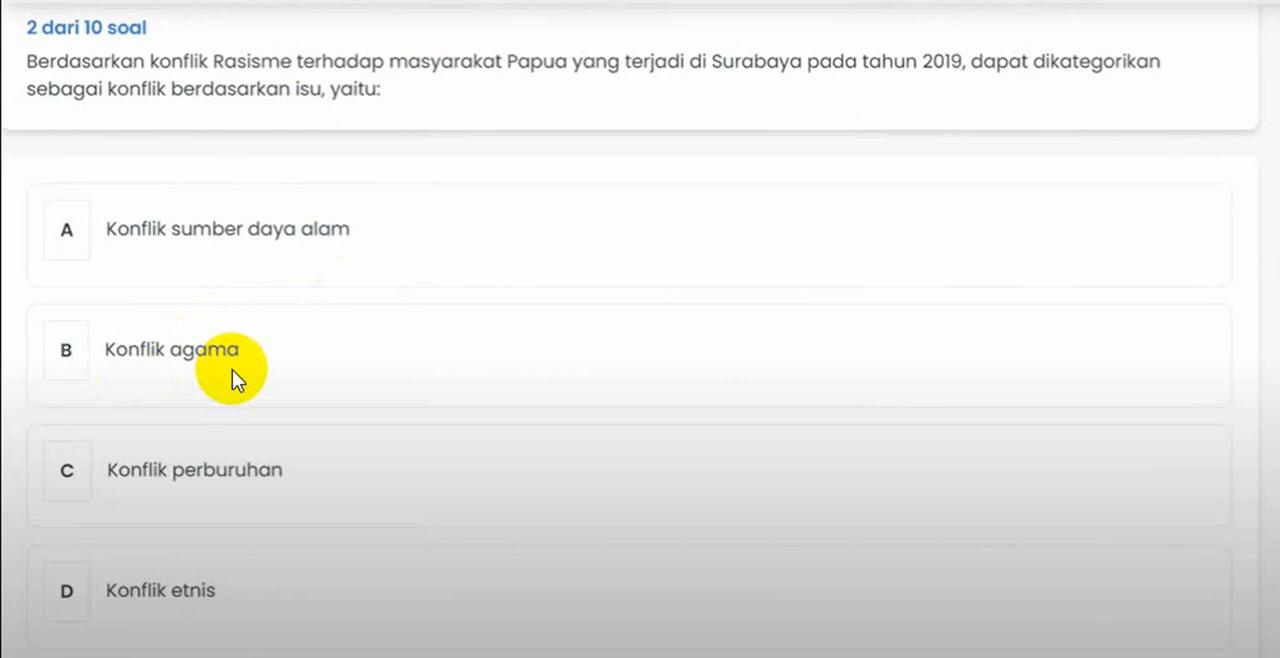 2 dari 10 soal
Berdasarkan konflik Rasisme terhadap masyarakat Papua yang terjadi di Surabaya pada tahun 2019, dapat dikategorikan
sebagai konflik berdasarkan isu, yaitu:
A Konflik sumber daya alam
B Konflik agama
C Konflik perburuhan
D Konflik etnis